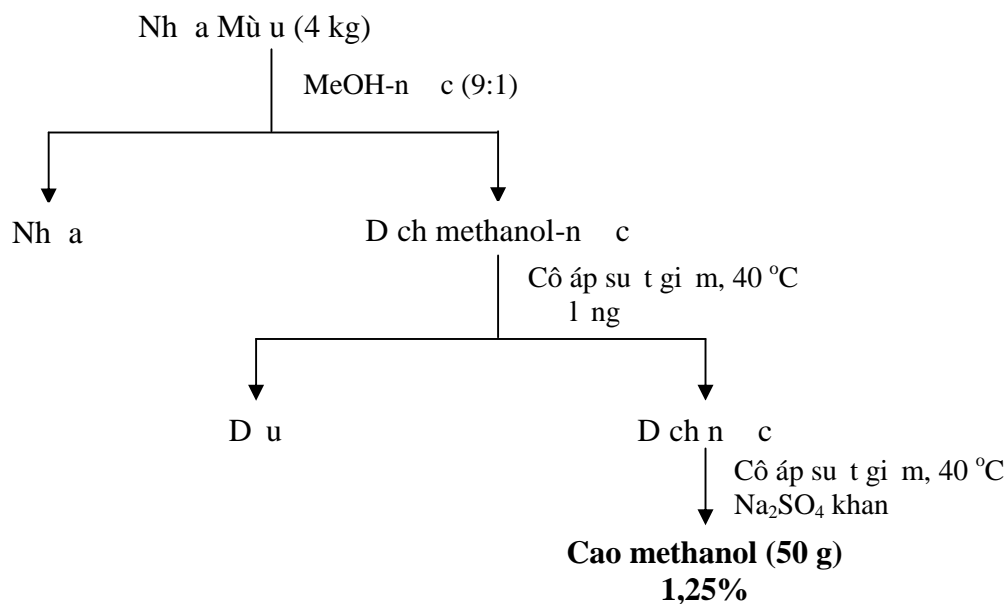 Nh a Mù u (4 kg)
MeOH-n c (9:1)
Nh a
D ch methanol-n c
Cô áp su t gi m, 40 °C
l ng
D u
D ch n c
Cô áp su t gi m, 40 °C
Na₂SO₄ khan
Cao methanol (50 g)
1,25%